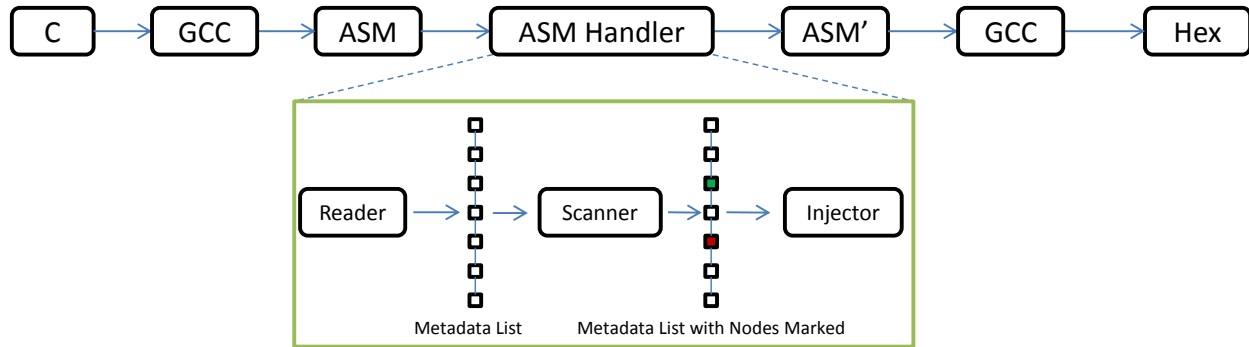 C
GCC
ASM
ASM Handler
ASM’
GCC
Hex
Reader
Scanner
Injector
Metadata List
Metadata List with Nodes Marked